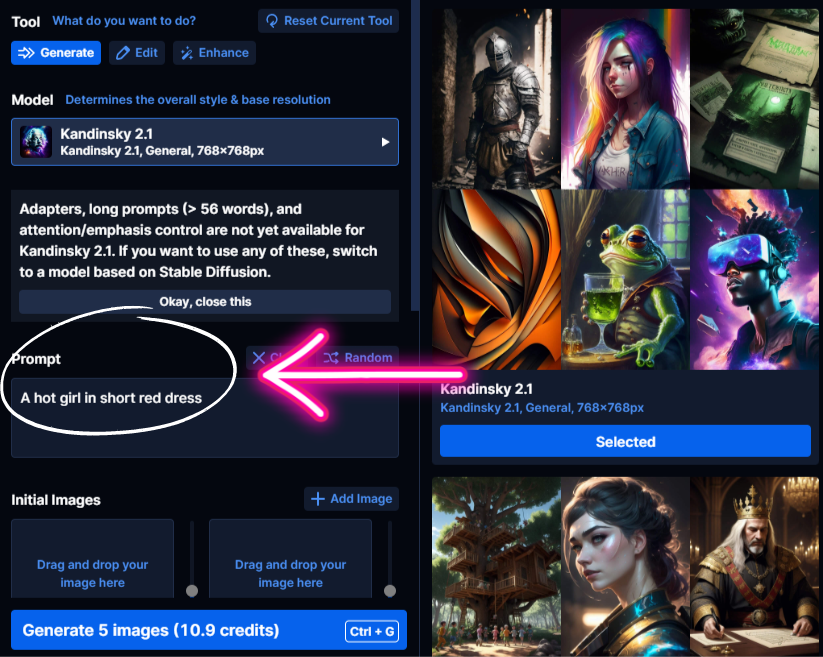 Tool What do you want to do?
Reset Current Tool
Generate
Edit
Enhance
Model Determines the overall style & base resolution
Kandinsky 2.1
Kandinsky 2.1, General, 768×768px
Adapters, long prompts (> 56 words), and
attention/emphasis control are not yet available for
Kandinsky 2.1. If you want to use any of these, switch
to a model based on Stable Diffusion.
Okay, close this
Prompt
Random
A hot girl in short red dress
Initial Images
Add Image
Drag and drop your
image here
Drag and drop your
image here
Generate 5 images (10.9 credits)
Ctrl + G
Kandinsky 2.1
Kandinsky 2.1, General, 768×768px
Selected